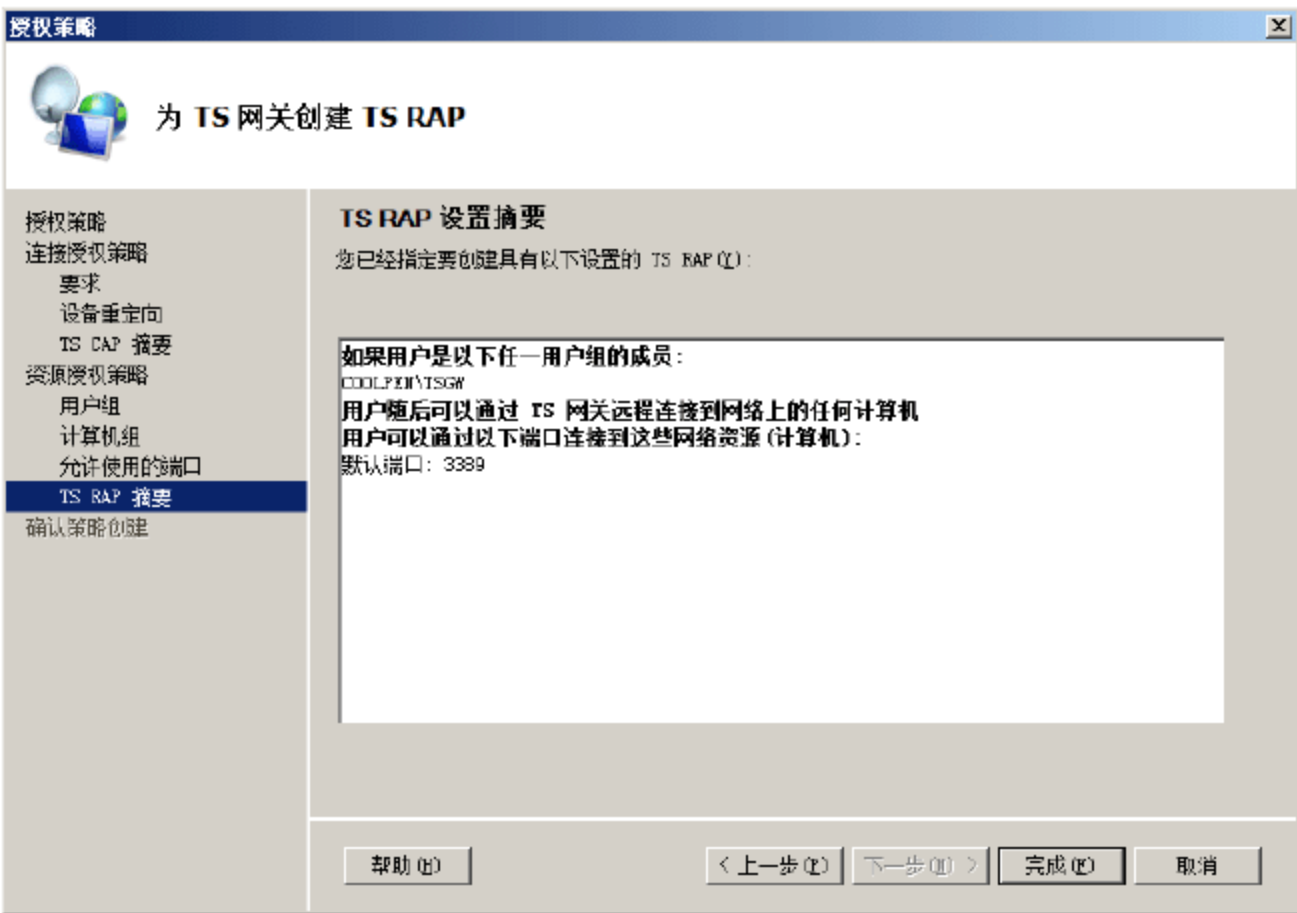 授权策略
为 TS 网关创建 TS RAP
授权策略
连接授权策略
要求
设备重定向
TS CAP 摘要
资源授权策略
用户组
计算机组
允许使用的端口
TS RAP 摘要
确认策略创建
TS RAP 设置摘要
您已经指定要创建具有以下设置的 TS RAP(Y):
如果用户是以下任一用户组的成员:
COOLPEN\TSGW
用户随后可以通过 TS 网关远程连接到网络上的任何计算机
用户可以通过以下端口连接到这些网络资源(计算机):
默认端口: 3389
帮助(H)
< 上一步(P)
下一步(N) >
完成(F)
取消